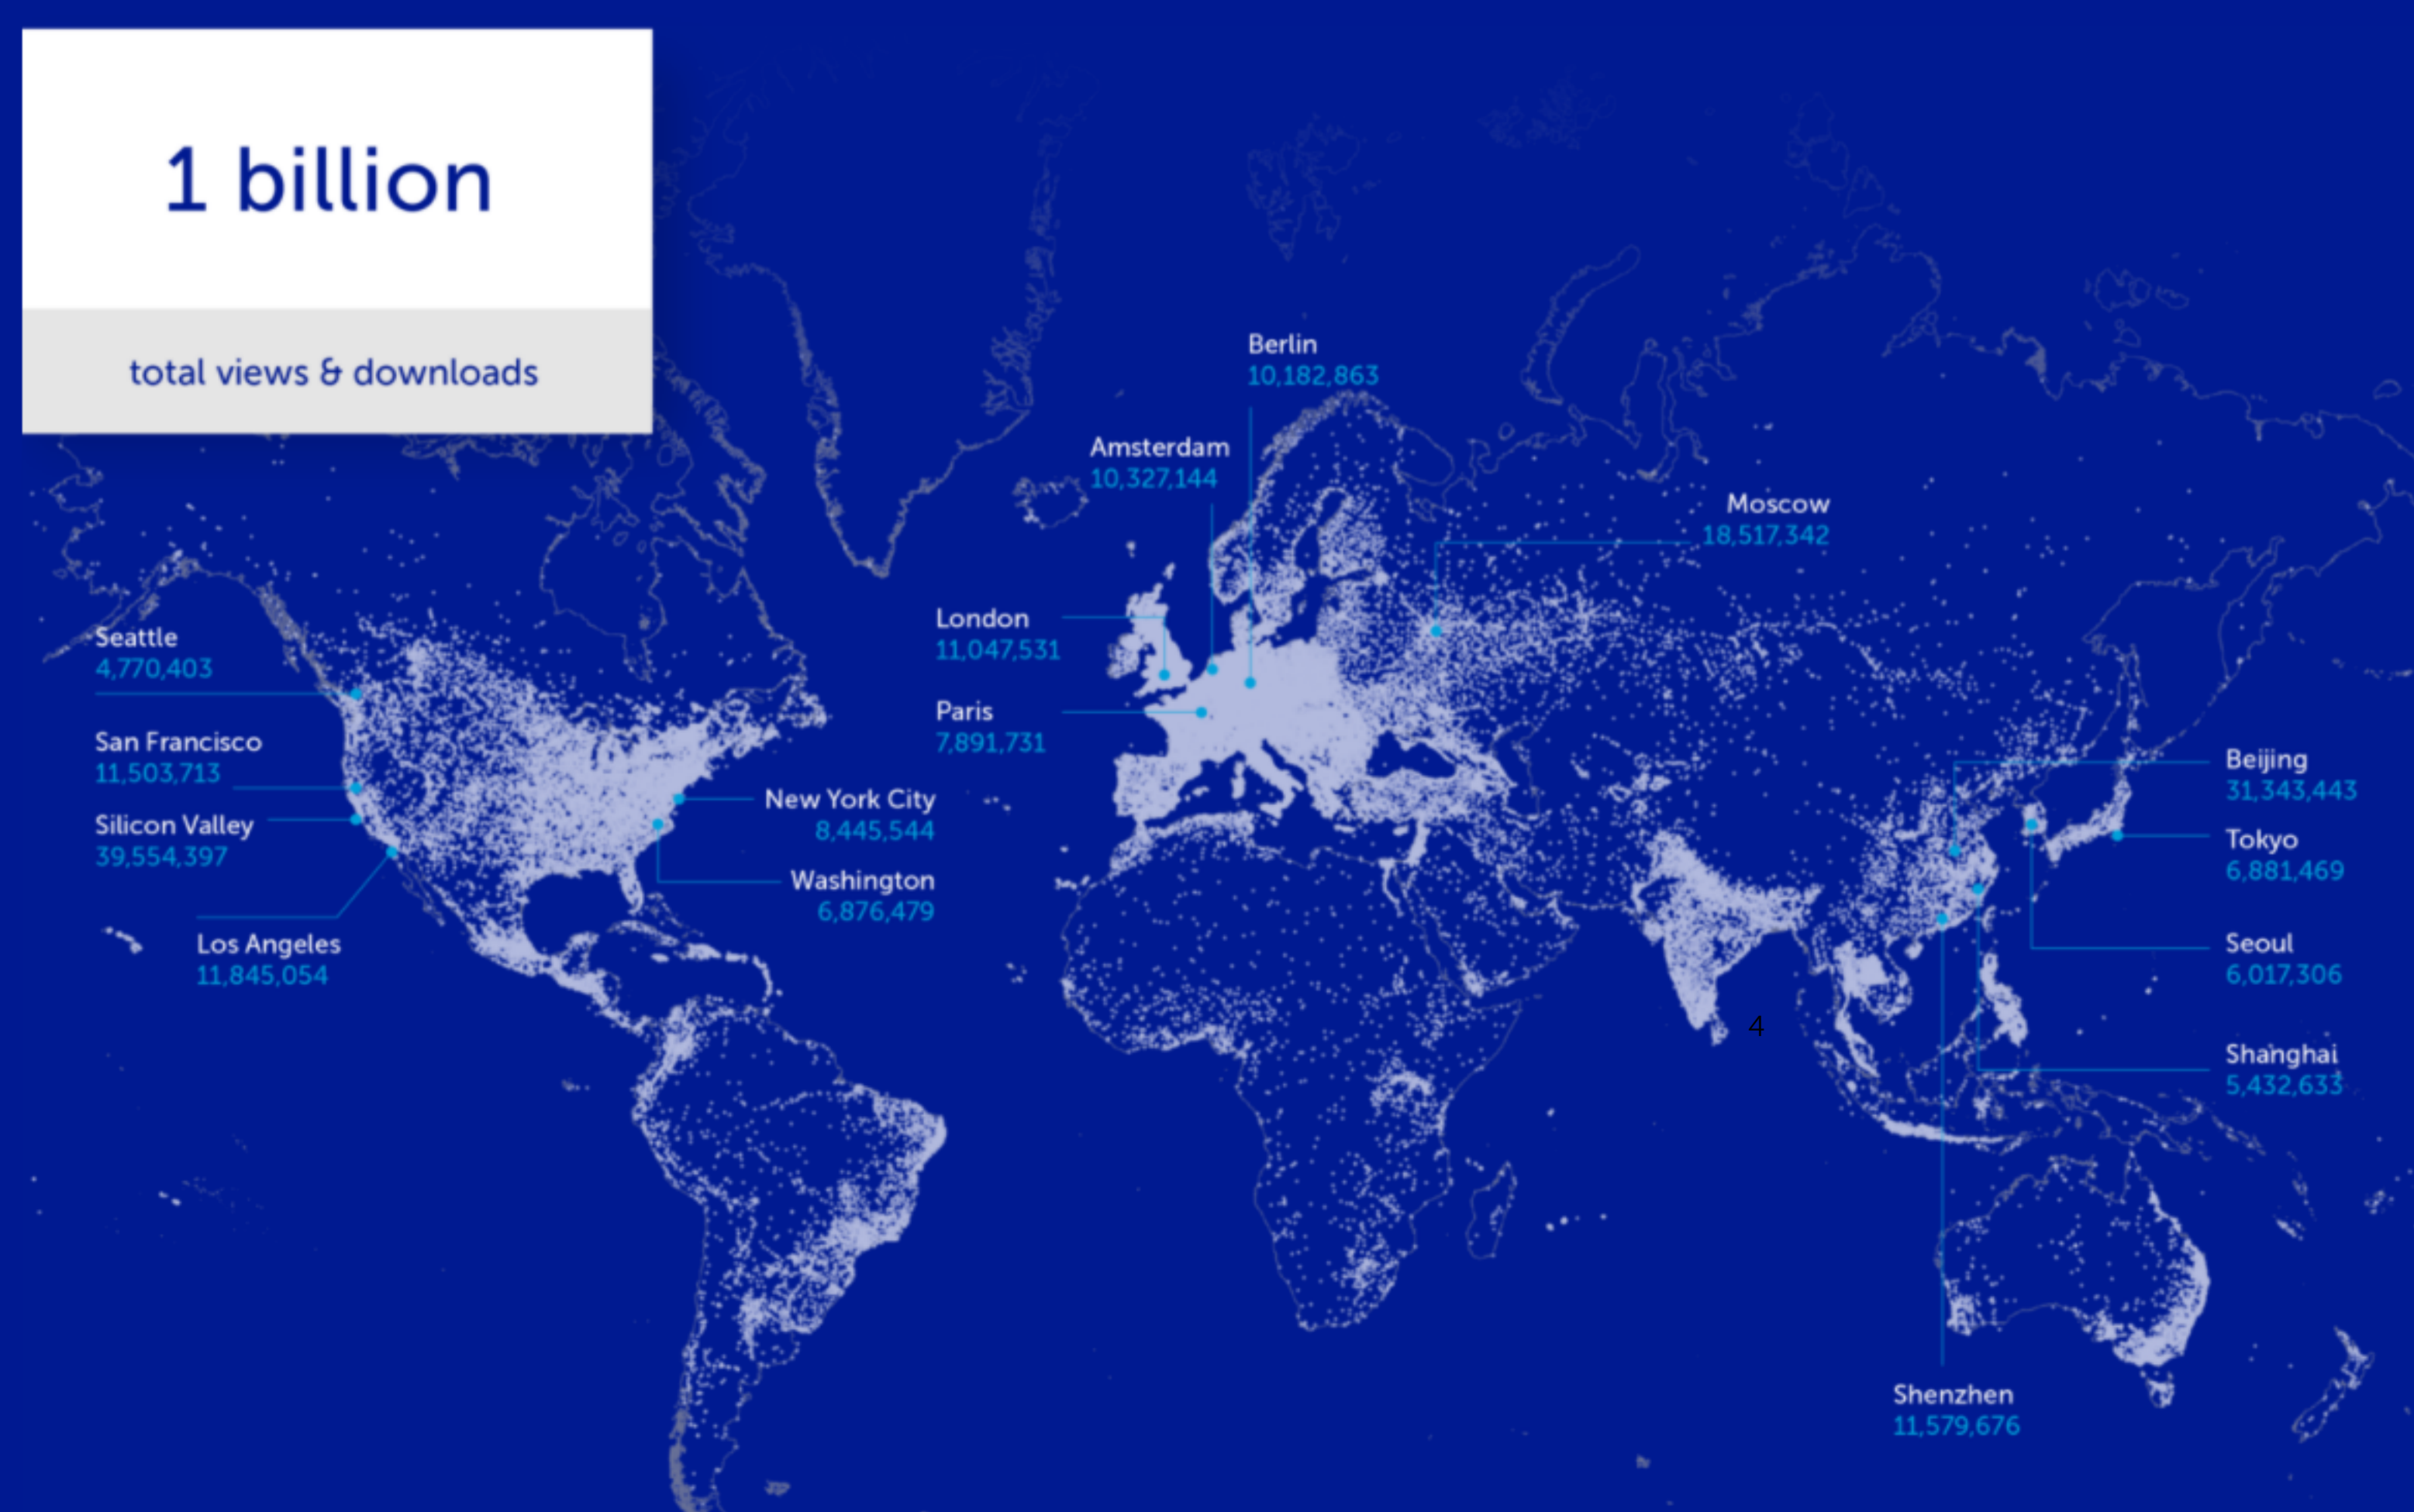 1 billion
total views & downloads
Berlin
10,182,863
Amsterdam
10,327,144
Moscow
18,517,342
London
11,047,531
Paris
7,891,731
Seattle
4,770,403
San Francisco
11,503,713
Silicon Valley
39,554,397
Los Angeles
11,845,054
New York City
8,445,544
Washington
6,876,479
Beijing
31,343,443
Tokyo
6,881,469
Seoul
6,017,306
4
Shanghai
5,432,633
Shenzhen
11,579,676